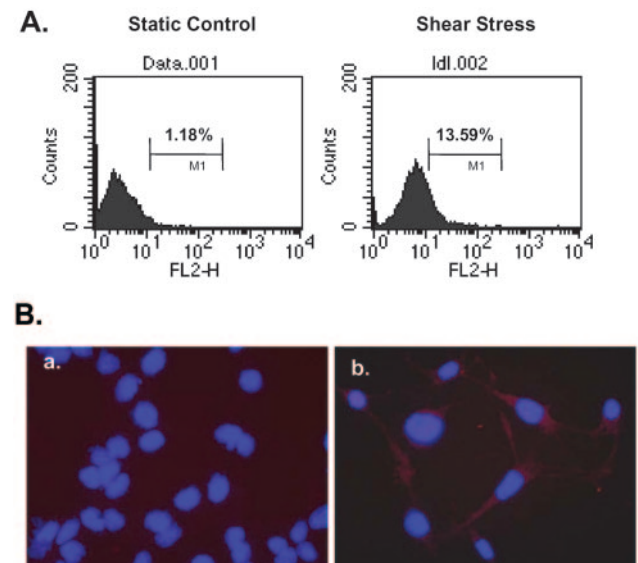 A.
Static Control
Shear Stress
Data.001
Idl.002
200
Counts
0
1.18%
M1
10^0 10^1 10^2 10^3 10^4
FL2-H
200
Counts
0
13.59%
M1
10^0 10^1 10^2 10^3 10^4
FL2-H
B.
a.
b.